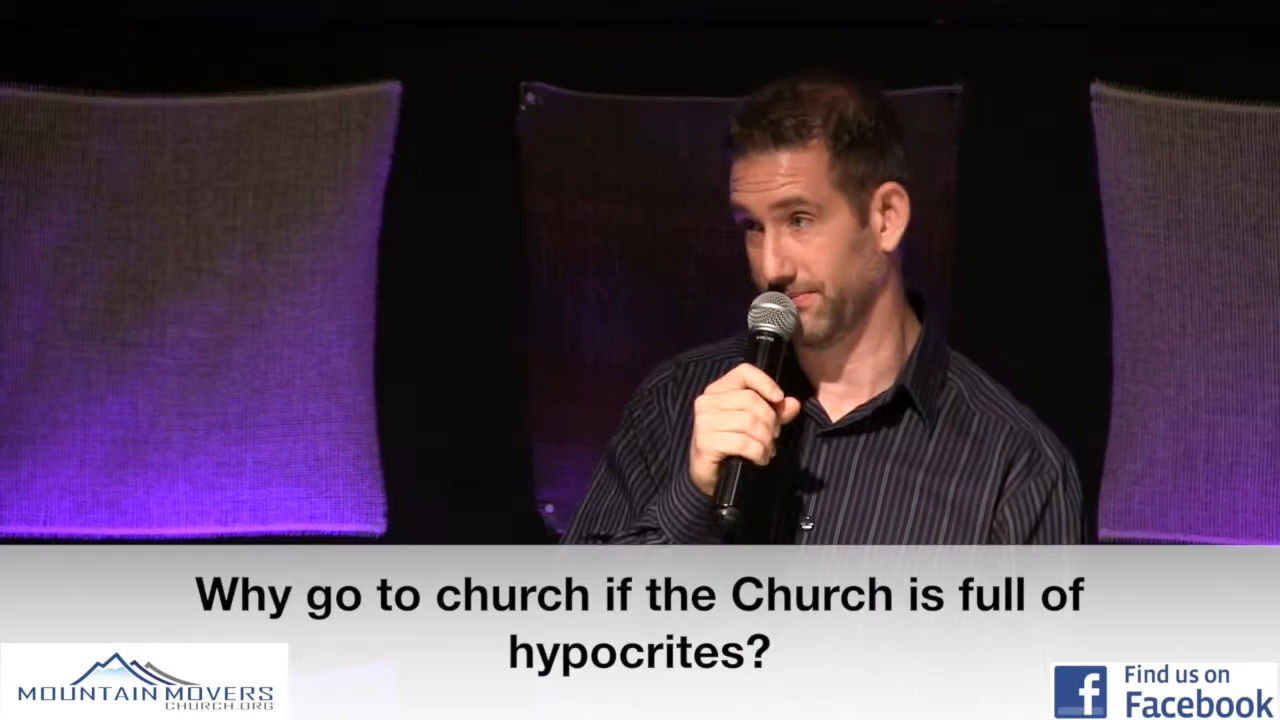 Why go to church if the Church is full of
hypocrites?
MOUNTAIN MOVERS
CHURCH.ORG
f
Find us on
Facebook